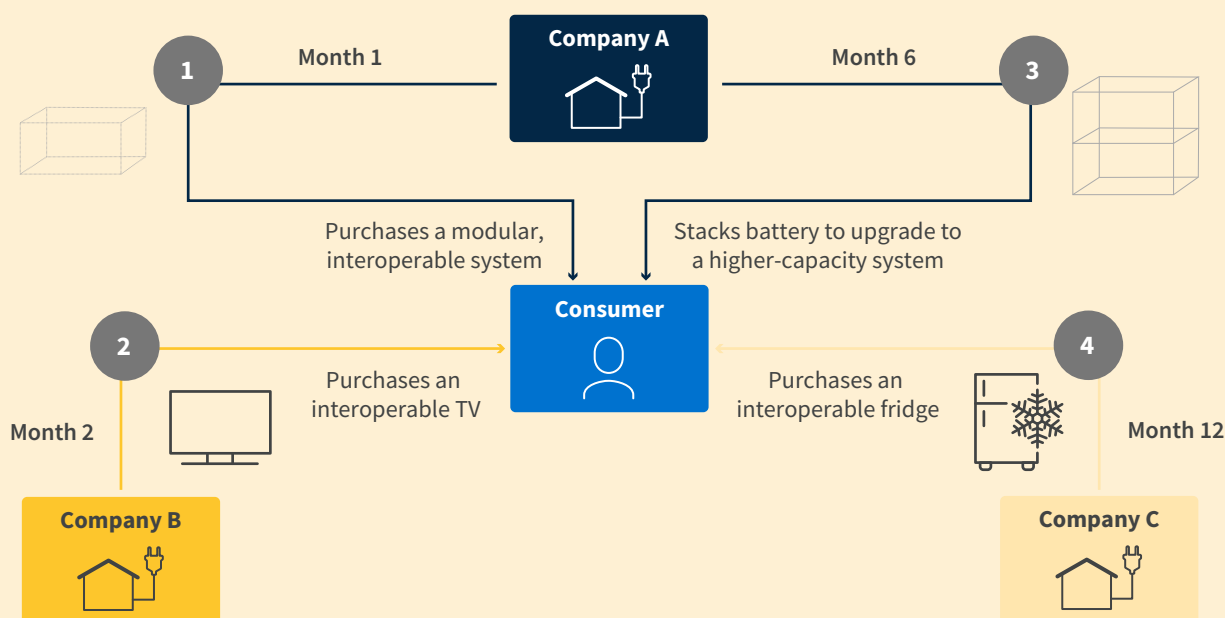 Company A
1
Month 1
Month 6
3
Purchases a modular,
interoperable system
Stacks battery to upgrade to
a higher-capacity system
Consumer
2
4
Purchases an
interoperable TV
Purchases an
interoperable fridge
Month 2
Month 12
Company B
Company C